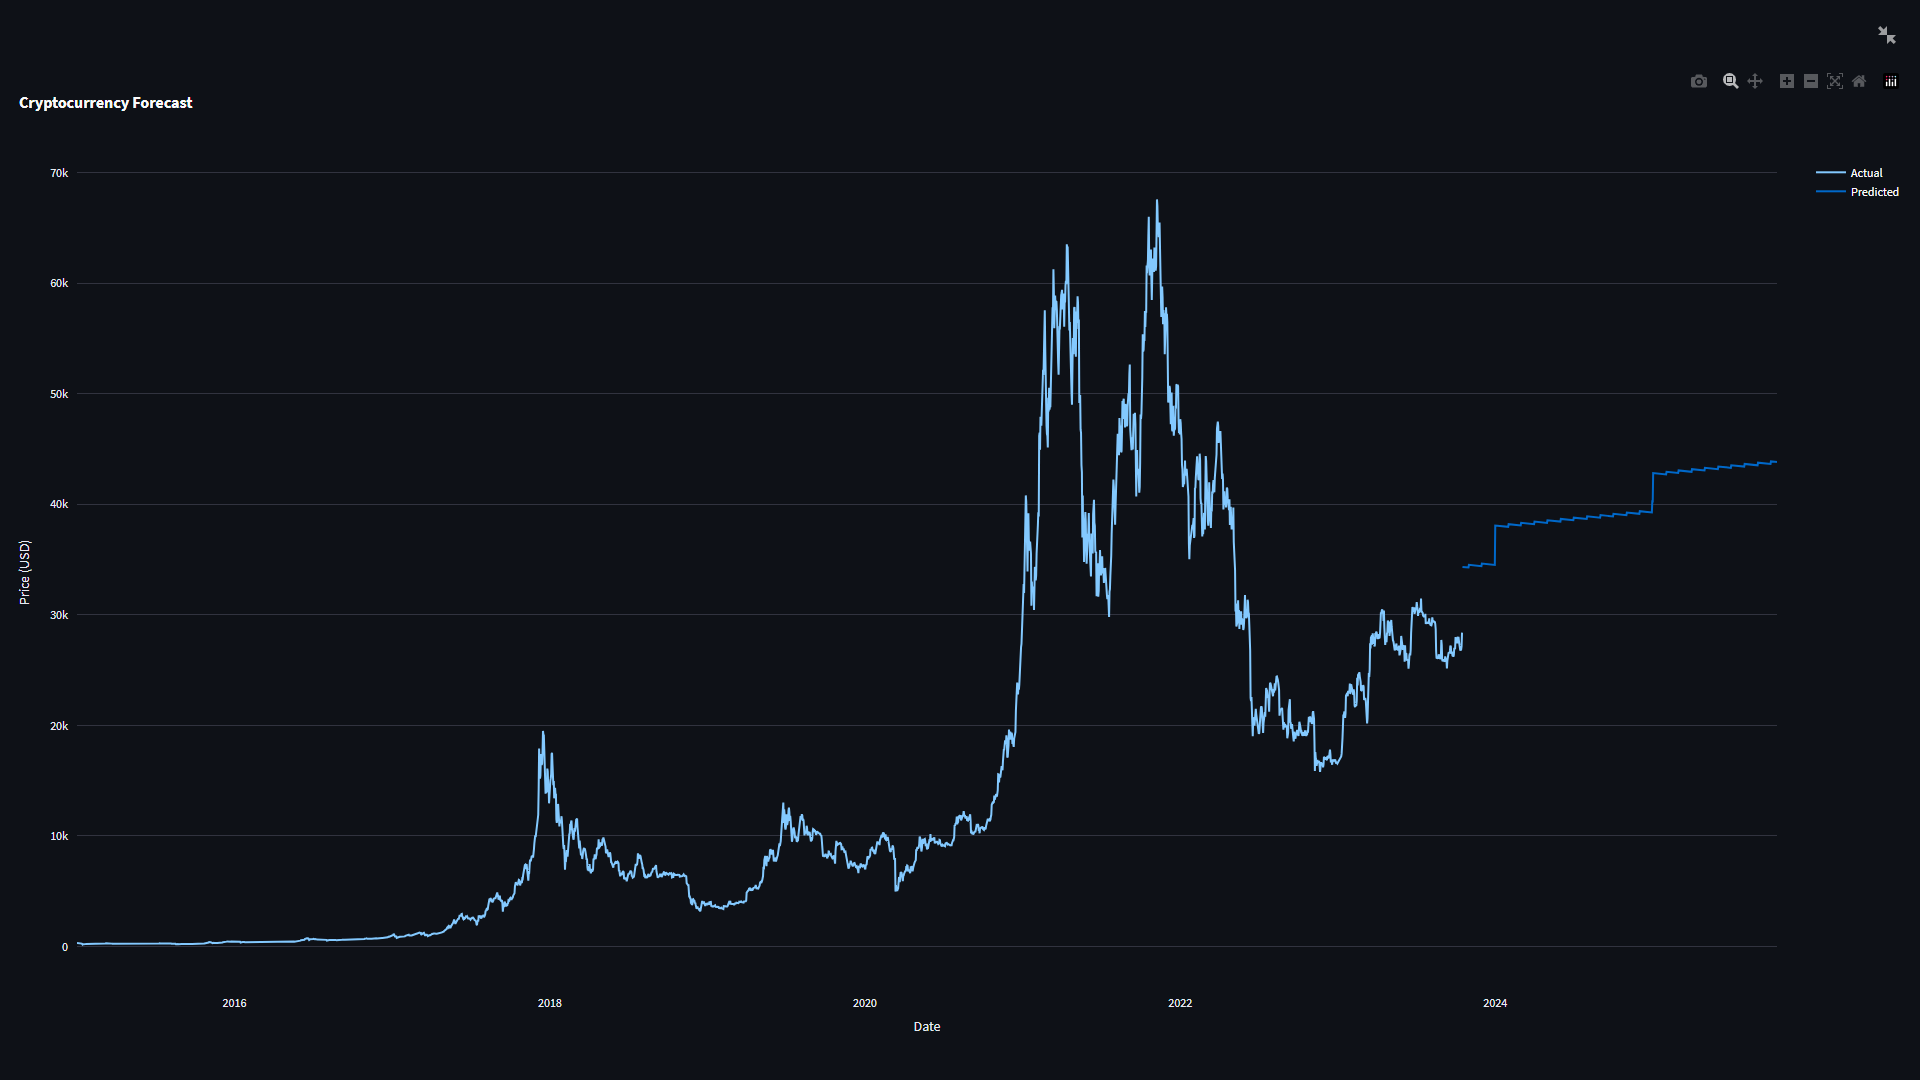 Cryptocurrency Forecast
70k
60k
50k
40k
30k
20k
10k
0
Price (USD)
2016
2018
2020
2022
2024
Date
Actual
Predicted